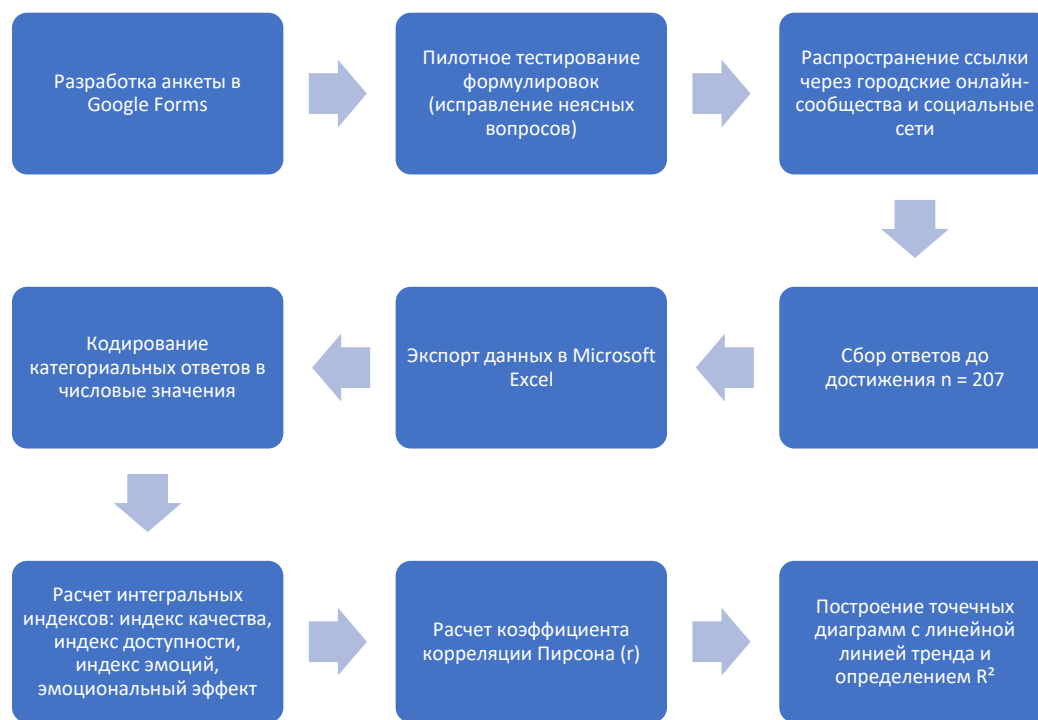 Разработка анкеты в
Google Forms
Пилотное тестирование
формулировок
(исправление неясных
вопросов)
Распространение ссылки
через городские онлайн-
сообщества и социальные
сети
Сбор ответов до
достижения n = 207
Экспорт данных в Microsoft
Excel
Кодирование
категориальных ответов в
числовые значения
Расчет интегральных
индексов: индекс качества,
индекс доступности,
индекс эмоций,
эмоциональный эффект
Расчет коэффициента
корреляции Пирсона (r)
Построение точечных
диаграмм с линейной
линией тренда и
определением R²